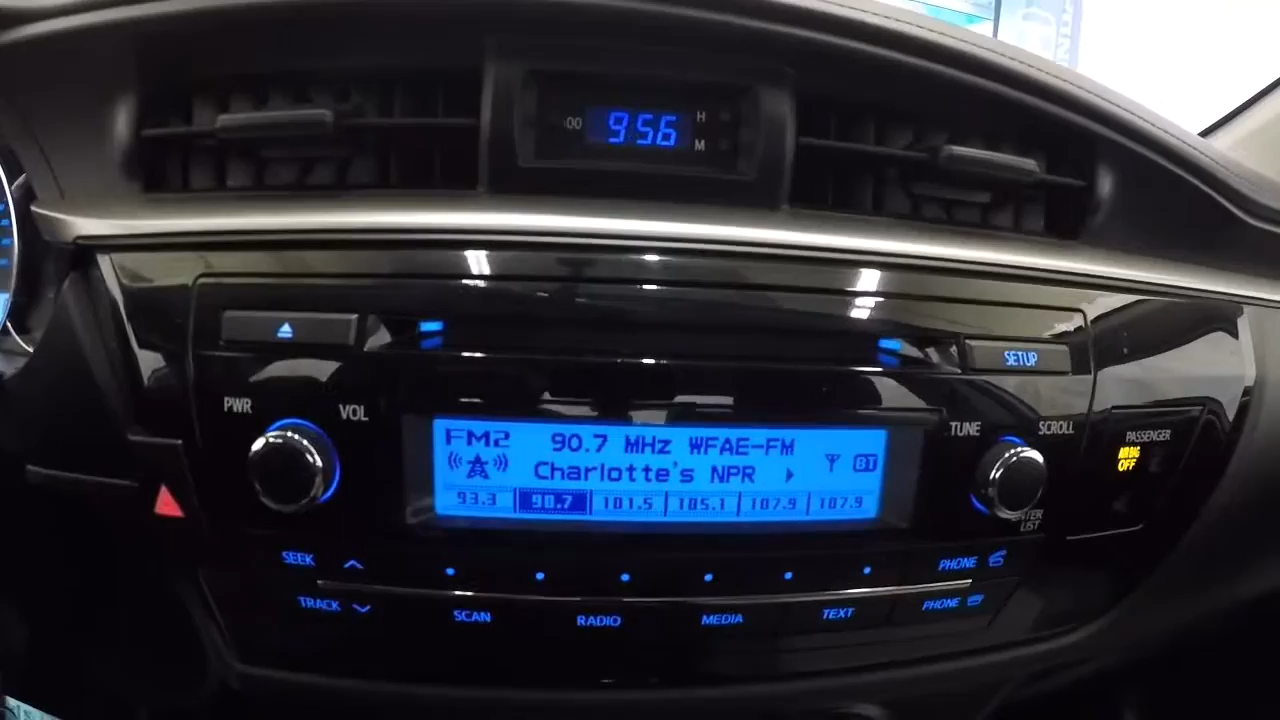 :00 9:56 H
M
SETUP
PWR VOL
FM2 90.7 MHz WFAE-FM
Charlotte's NPR BT
93.3 90.7 101.5 105.1 107.9 107.9
TUNE SCROLL
ENTER
LIST
PASSENGER
AIRBAG
OFF
SEEK
TRACK
SCAN RADIO MEDIA TEXT
PHONE
PHONE